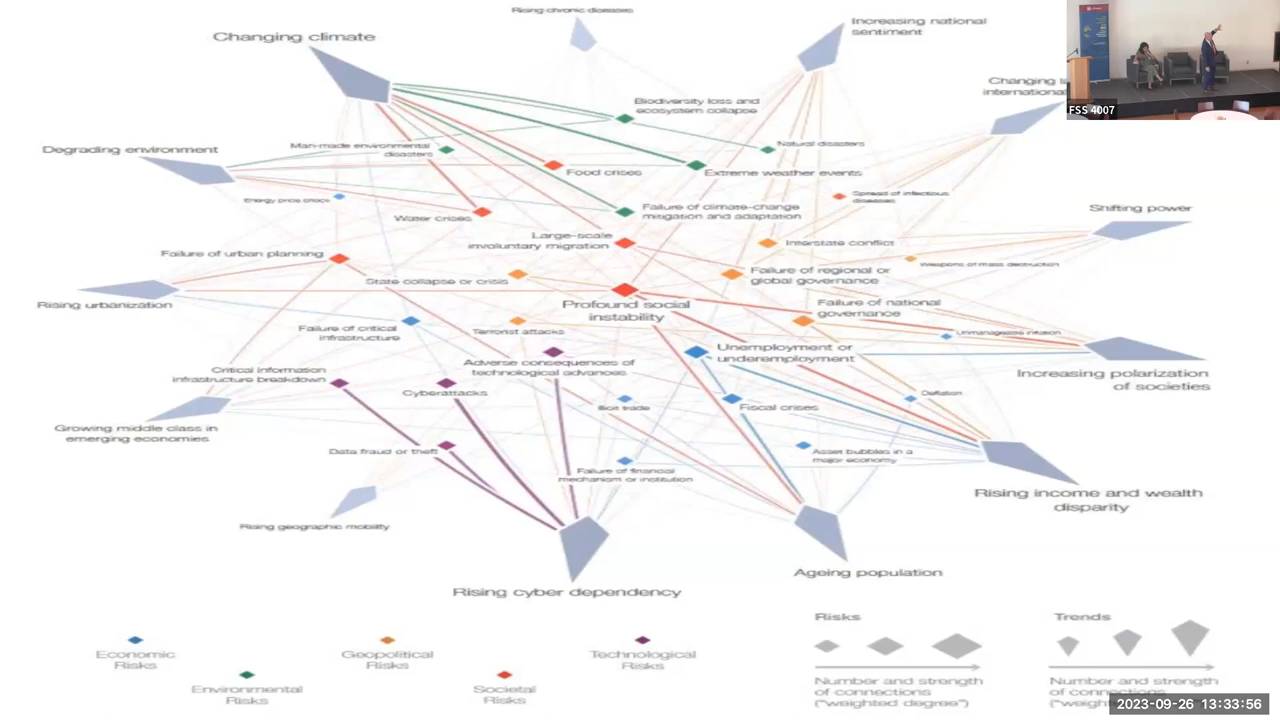 Rising chronic diseases
Increasing national
sentiment
Changing climate
Changing
international
FSS 4007
Biodiversity loss and
ecosystem collapse
Degrading environment
Man-made environmental
disasters
Natural disasters
Food crises
Extreme weather events
Energy price shock
Spread of infectious
diseases
Water crises
Failure of climate-change
mitigation and adaptation
Shifting power
Large-scale
involuntary migration
Interstate conflict
Failure of urban planning
Weapons of mass destruction
State collapse or crisis
Failure of regional or
global governance
Rising urbanization
Profound social
instability
Failure of national
governance
Failure of critical
infrastructure
Terrorist attacks
Unmanageable inflation
Unemployment or
underemployment
Adverse consequences of
technological advances
Critical information
infrastructure breakdown
Increasing polarization
of societies
Cyberattacks
Illicit trade
Fiscal crises
Deflation
Growing middle class in
emerging economies
Data fraud or theft
Asset bubbles in a
major economy
Failure of financial
mechanism or institution
Rising income and wealth
disparity
Rising geographic mobility
Ageing population
Rising cyber dependency
Economic
Risks
Geopolitical
Risks
Technological
Risks
Environmental
Risks
Societal
Risks
Risks
Trends
Number and strength
of connections
("weighted degree")
Number and strength
of connections
2023-09-26 13:33:56